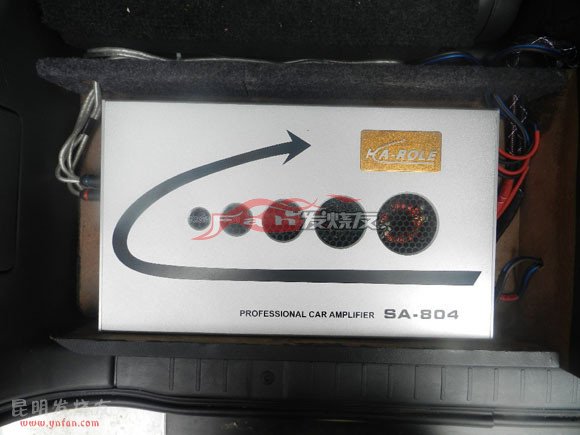 KA-ROLE
发烧友
PROFESSIONAL CAR AMPLIFIER SA-804
昆明发烧友
www.ynfan.com